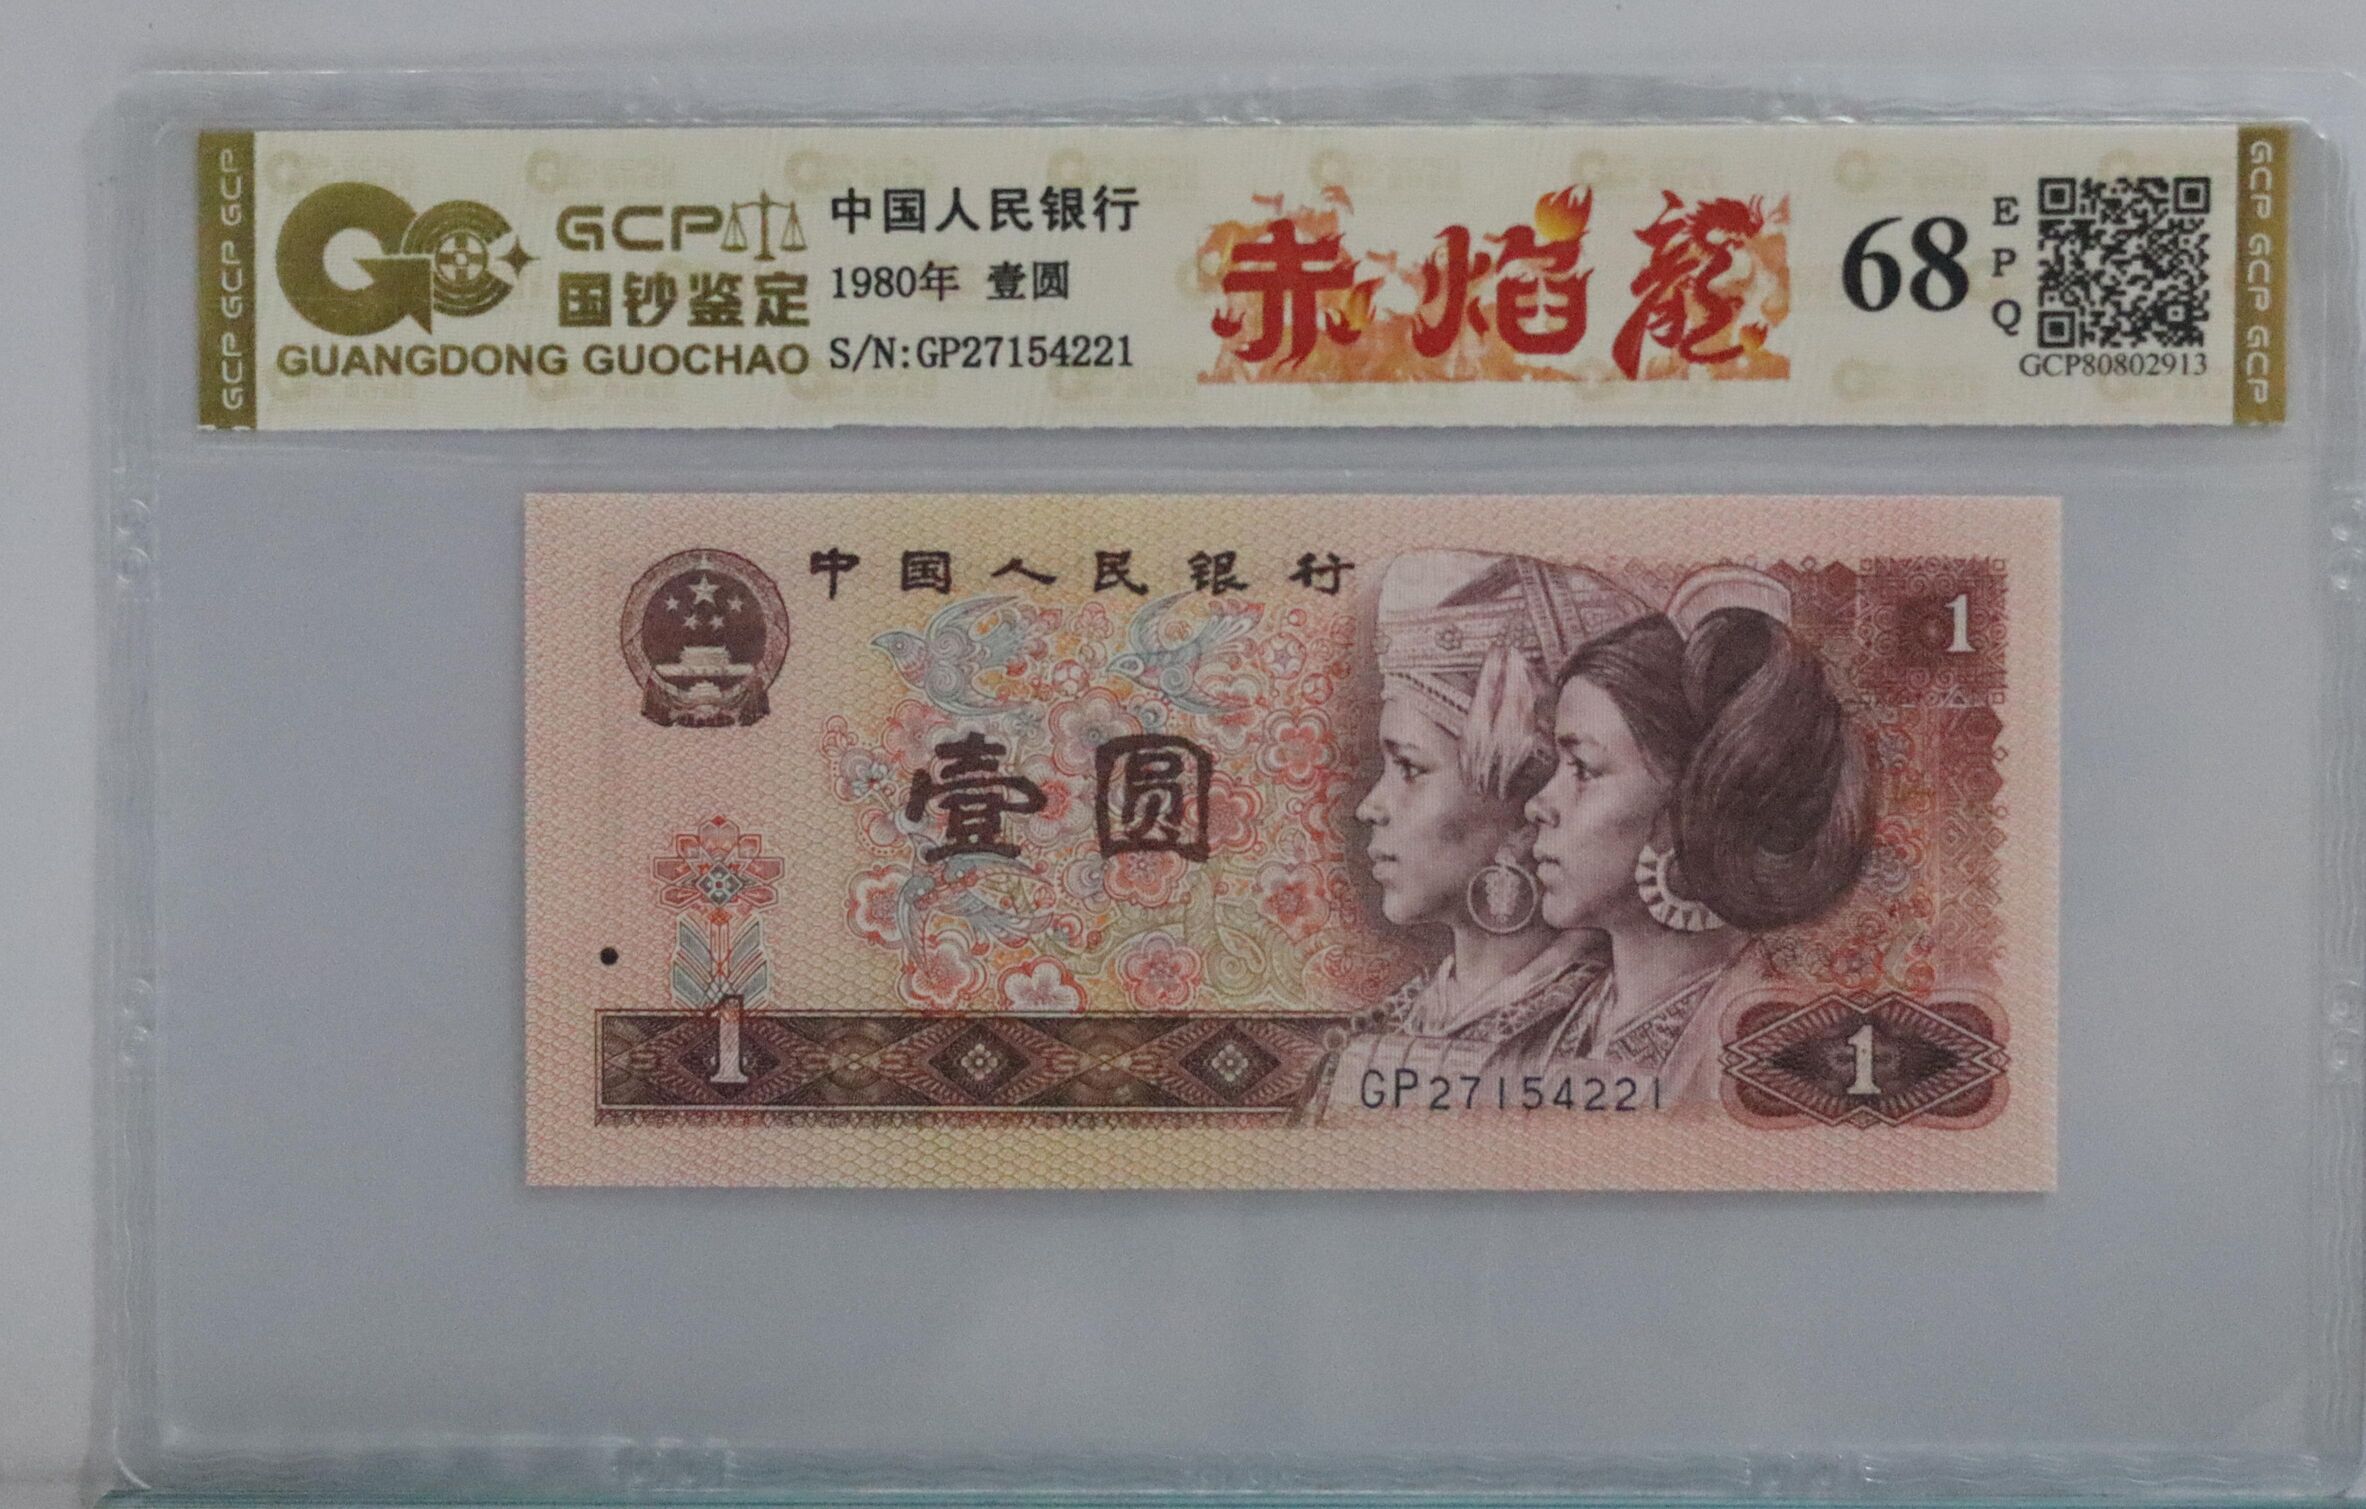 GCP GCP GCP
GCP
国钞鉴定
GUANGDONG GUOCHAO
中国人民银行
1980年 壹圆
S/N:GP27154221
赤焰龍
68
EPQ
GCP80802913
GCP GCP GCP
中国人民银行
1
壹圆
1
GP27154221
1